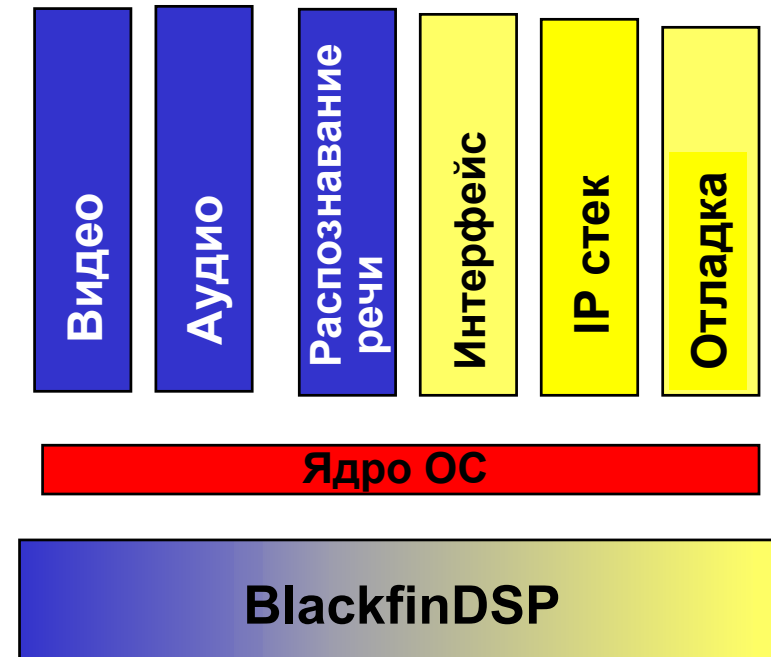 Видео
Аудио
Распознавание
речи
Интерфейс
IP стек
Отладка
Ядро ОС
BlackfinDSP